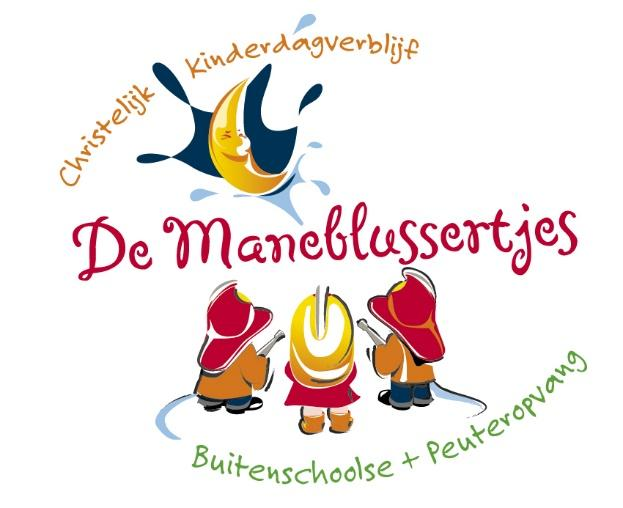 Christelijk kinderdagverblijf
De Maneblussertjes
Buitenschoolse + Peuteropvang